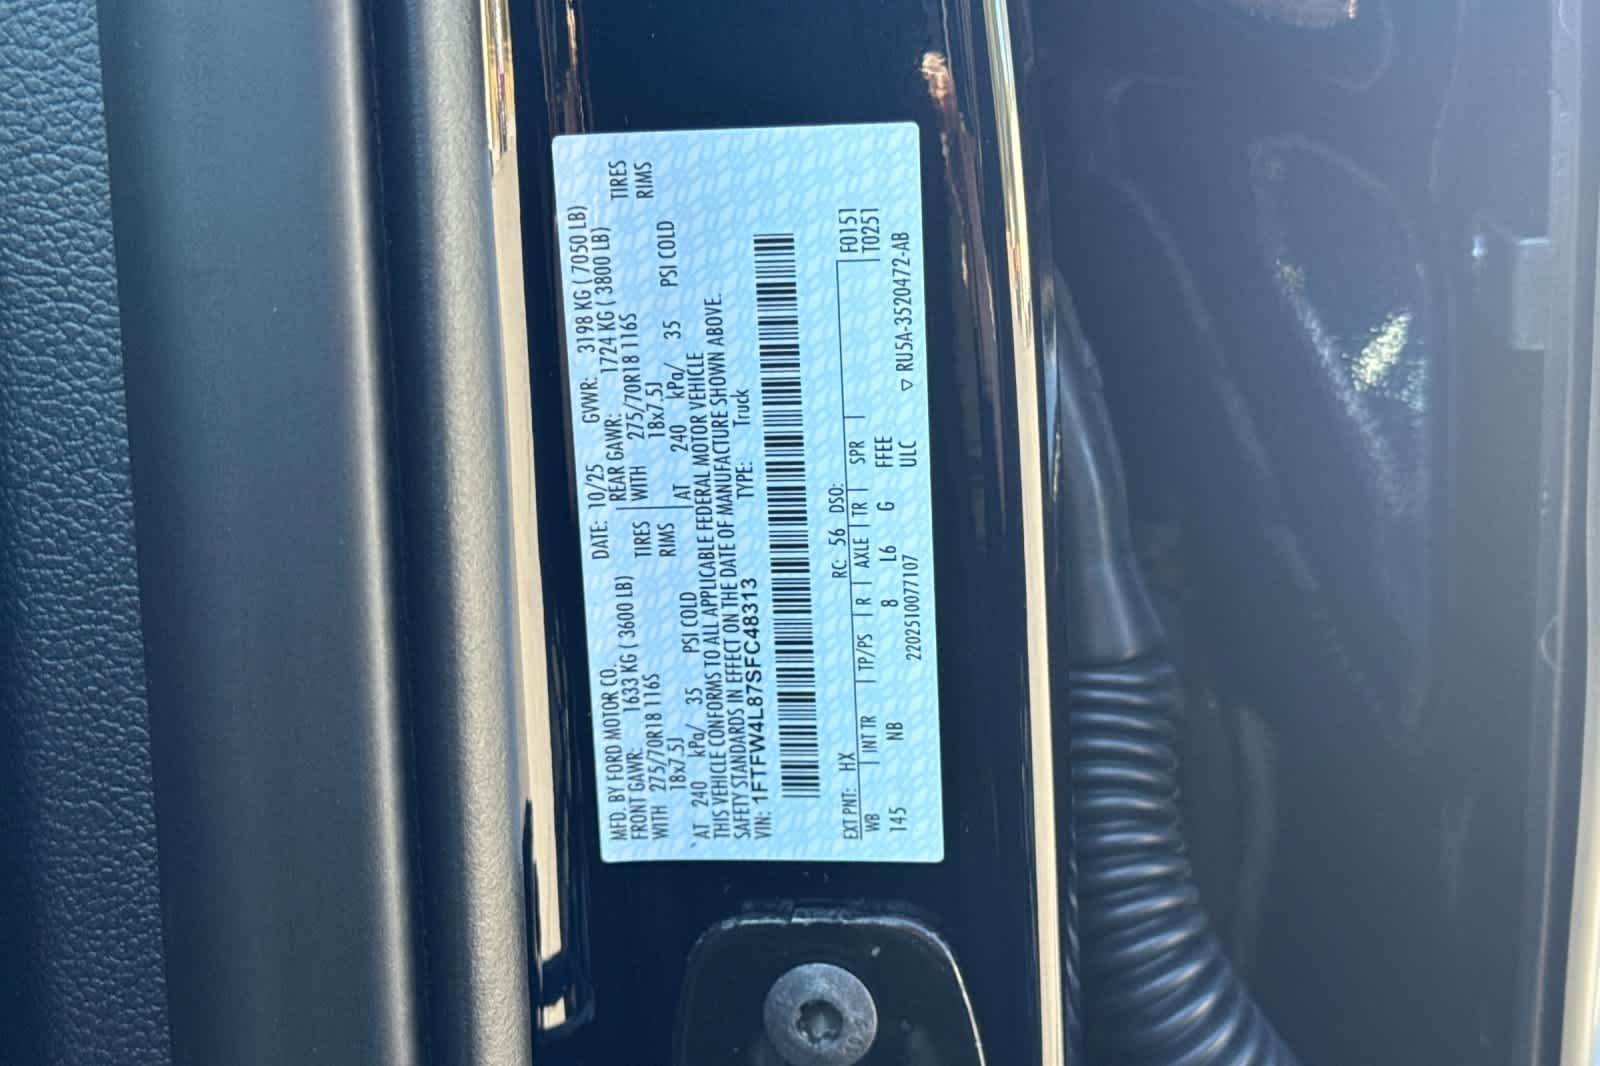 MFD. BY FORD MOTOR CO. DATE: 10/25 GVWR: 3198 KG ( 7050 LB)
FRONT GAWR: 1633 KG ( 3600 LB) REAR GAWR: 1724 KG ( 3800 LB)
WITH 275/70R18 116S TIRES WITH 275/70R18 116S TIRES
18x7.5J RIMS 18x7.5J RIMS
AT 240 kPa/ 35 PSI COLD AT 240 kPa/ 35 PSI COLD
THIS VEHICLE CONFORMS TO ALL APPLICABLE FEDERAL MOTOR VEHICLE
SAFETY STANDARDS IN EFFECT ON THE DATE OF MANUFACTURE SHOWN ABOVE.
VIN: 1FTFW4L87SFC48313 TYPE: Truck
EXT PNT: HX RC: 56 DSO: F0151
WB INT TR TP/PS R AXLE TR SPR T0251
145 NB 8 L6 G FFEE
220251007107 ULC ▽ RU5A-3520472-AB